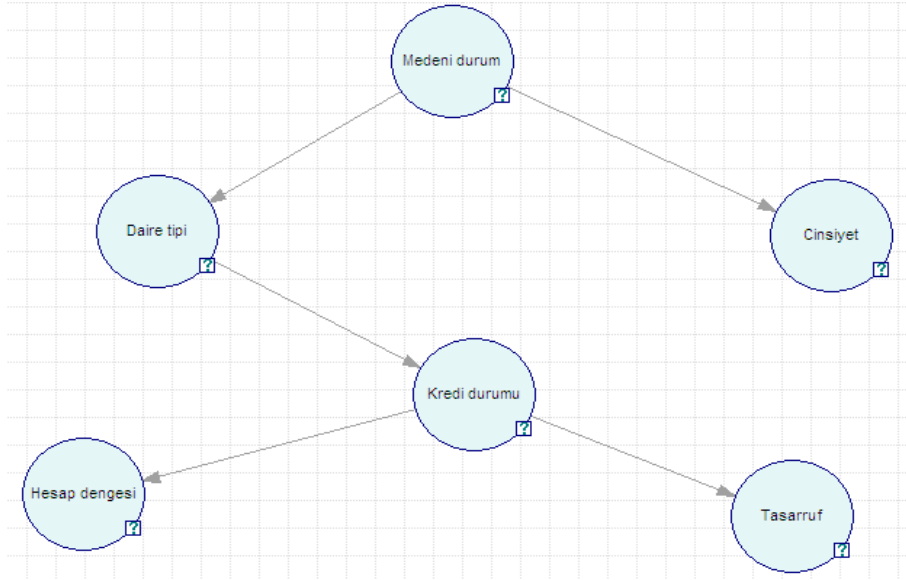 Medeni durum
?
Daire tipi
?
Cinsiyet
?
Kredi durumu
?
Hesap dengesi
?
Tasarruf
?